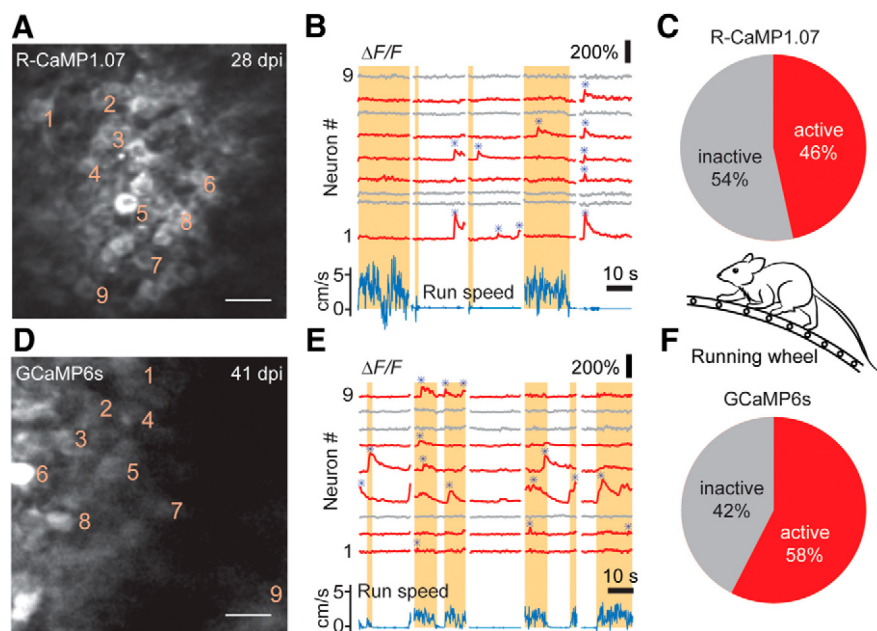 A
R-CaMP1.07
28 dpi
1
2
3
4
5
6
7
8
9
B
ΔF/F
200%
9
Neuron #
1
10 s
5
cm/s
0
Run speed
C
R-CaMP1.07
active
46%
inactive
54%
Running wheel
D
GCaMP6s
41 dpi
1
2
3
4
5
6
7
8
9
E
ΔF/F
200%
9
Neuron #
1
10 s
5
cm/s
0
Run speed
F
GCaMP6s
inactive
42%
active
58%